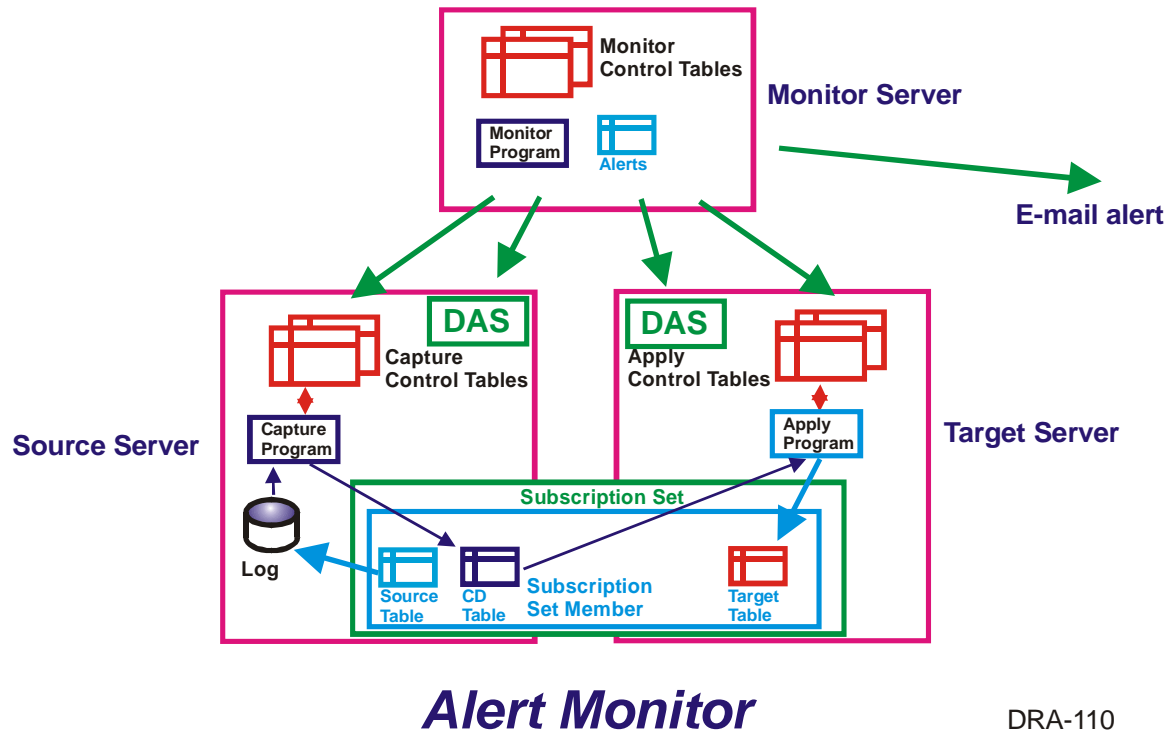 Monitor
Control Tables
Monitor Server
Monitor
Program
Alerts
E-mail alert
DAS
DAS
Capture
Control Tables
Apply
Control Tables
Source Server
Capture
Program
Apply
Program
Target Server
Subscription Set
Log
Source
Table
CD
Table
Subscription
Set Member
Target
Table
Alert Monitor
DRA-110